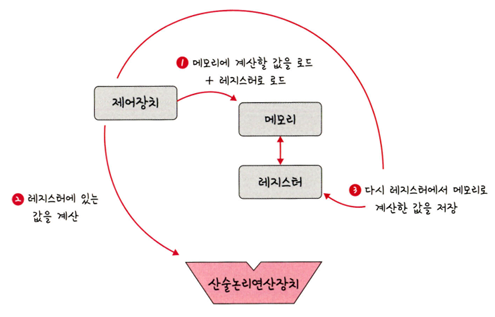 ① 메모리에 계산할 값을 로드
+ 레지스터로 로드
제어장치
메모리
레지스터
② 레지스터에 있는
값을 계산
③ 다시 레지스터에서 메모리로
계산한 값을 저장
산술논리연산장치